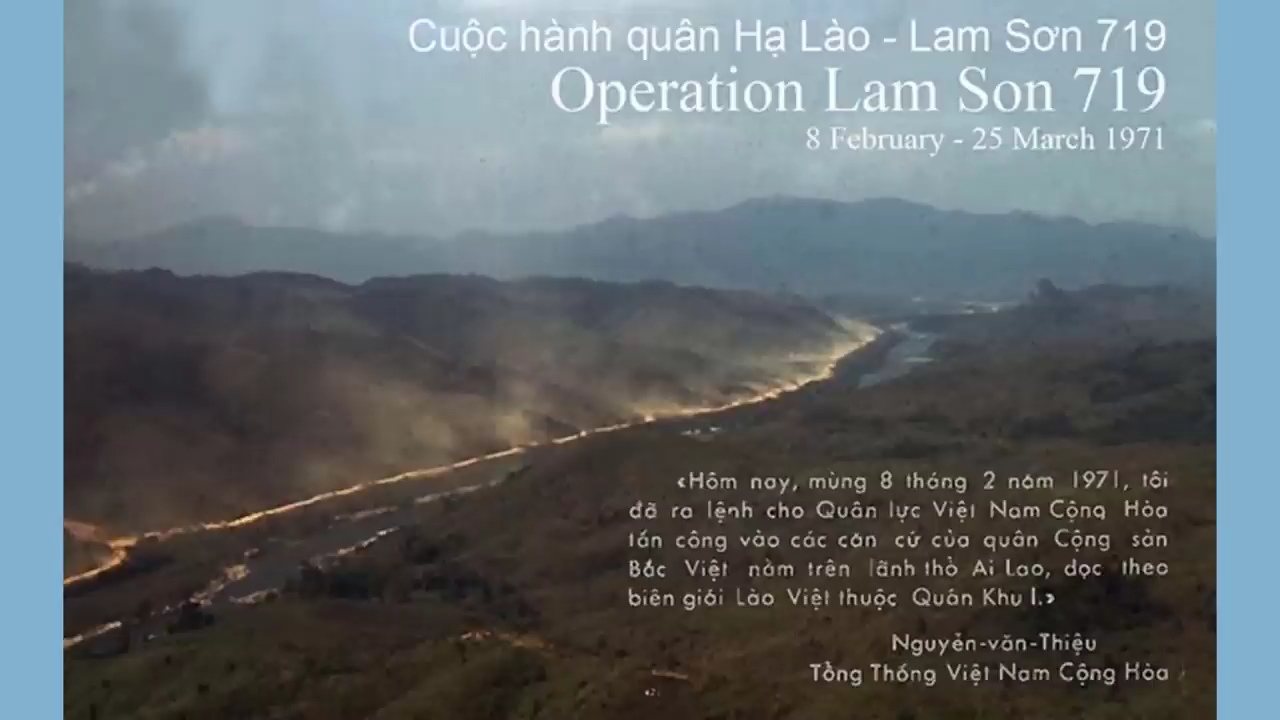 Cuộc hành quân Hạ Lào - Lam Sơn 719
Operation Lam Son 719
8 February - 25 March 1971
«Hôm nay, mùng 8 tháng 2 năm 1971, tôi
đã ra lệnh cho Quân lực Việt Nam Cộng Hòa
tấn công vào các căn cứ của quân Cộng sản
Bắc Việt nằm trên lãnh thổ Ai Lao, dọc theo
biên giới Lào Việt thuộc Quân Khu I.»
Nguyễn-văn-Thiệu
Tổng Thống Việt Nam Cộng Hòa